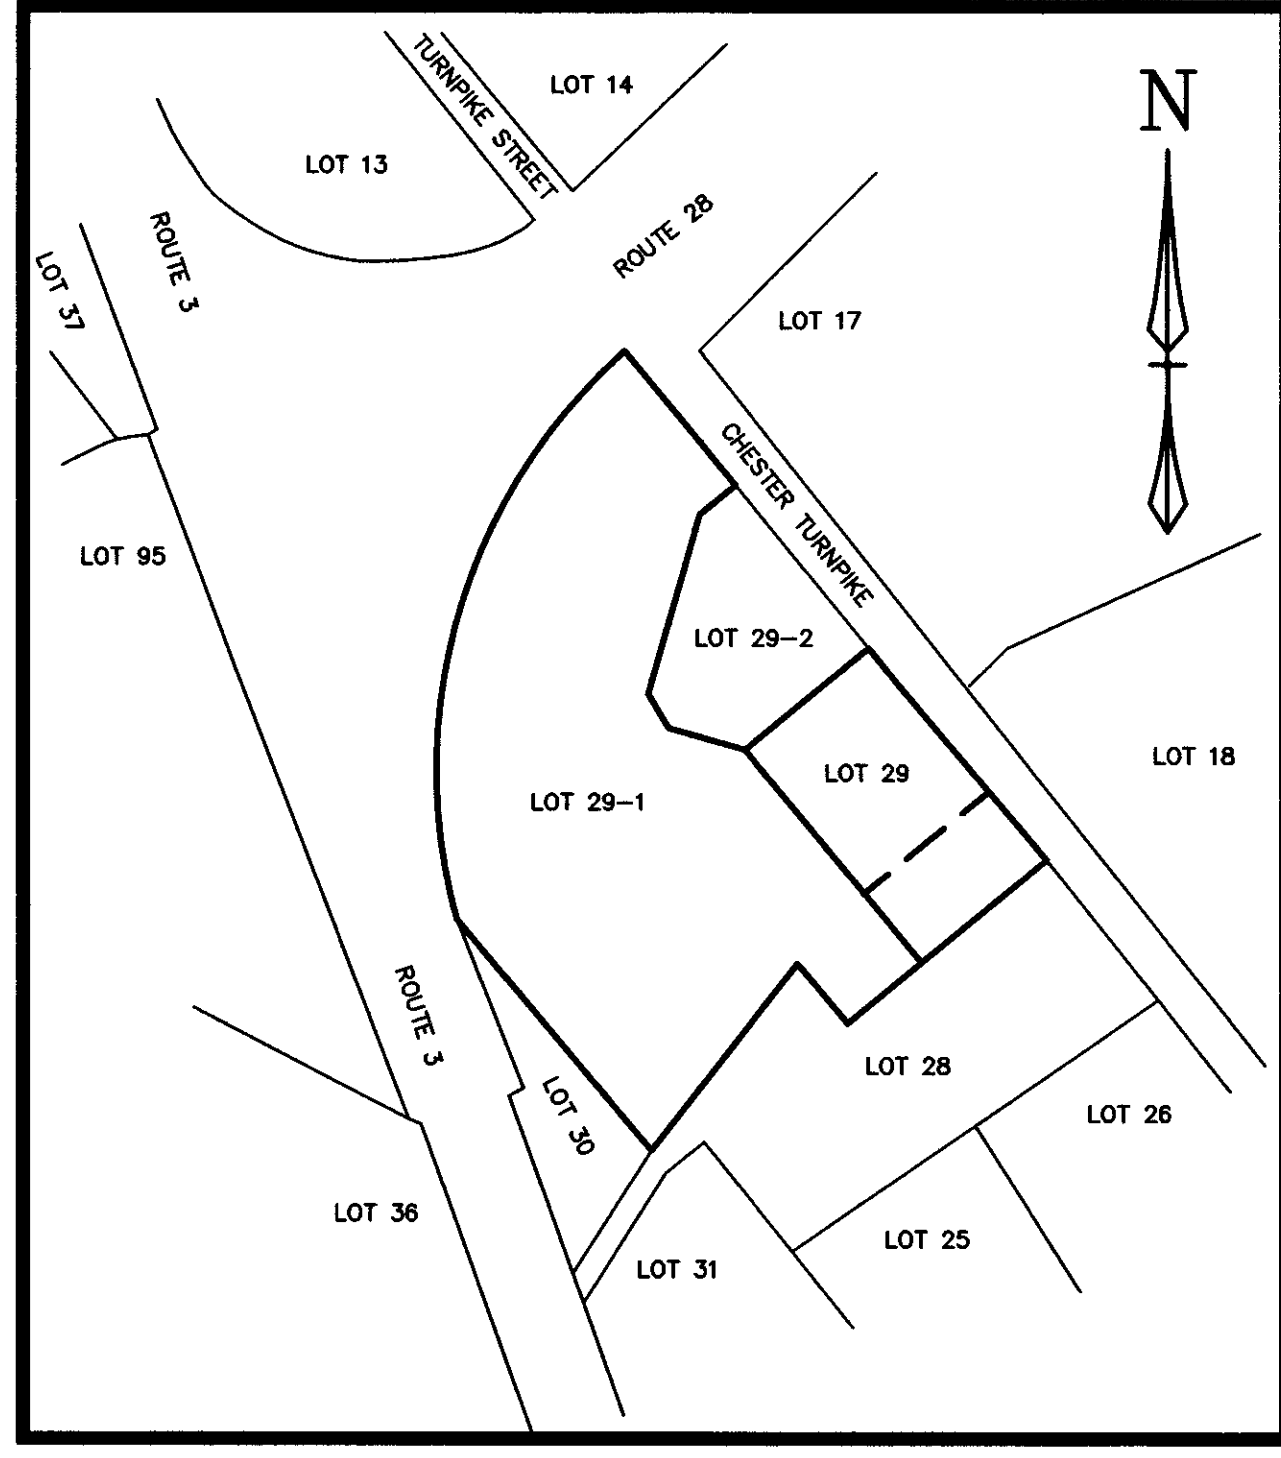 TURNPIKE STREET
LOT 14
N
LOT 13
ROUTE 3
ROUTE 28
LOT 37
LOT 17
CHESTER TURNPIKE
LOT 95
LOT 29-2
LOT 18
LOT 29
LOT 29-1
ROUTE 3
LOT 28
LOT 30
LOT 26
LOT 36
LOT 25
LOT 31